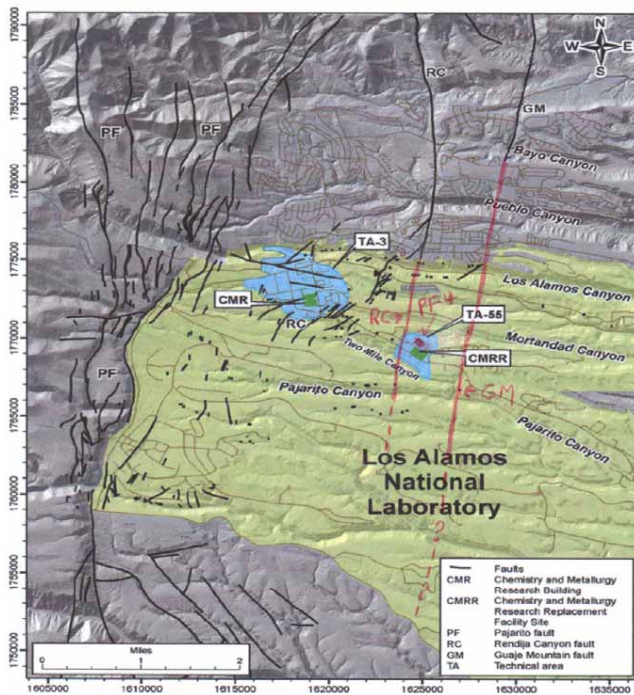 1790000
1785000
1780000
1775000
1770000
1765000
1760000
1755000
1750000
N
W E
S
RC
GM
PF
PF
Bayo Canyon
Pueblo Canyon
TA-3
Los Alamos Canyon
CMR
RC
RC
PF4
TA-55
Mortandad Canyon
Two-Mile Canyon
CMRR
PF
Pajarito Canyon
GM
Pajarito Canyon
Los Alamos
National
Laboratory
?
?
Miles
0 1 2
Faults
CMR Chemistry and Metallurgy
Research Building
CMRR Chemistry and Metallurgy
Research Replacement
Facility Site
PF Pajarito fault
RC Rendija Canyon fault
GM Guaje Mountain fault
TA Technical area
1605000 1610000 1615000 1620000 1625000 1630000 1635000